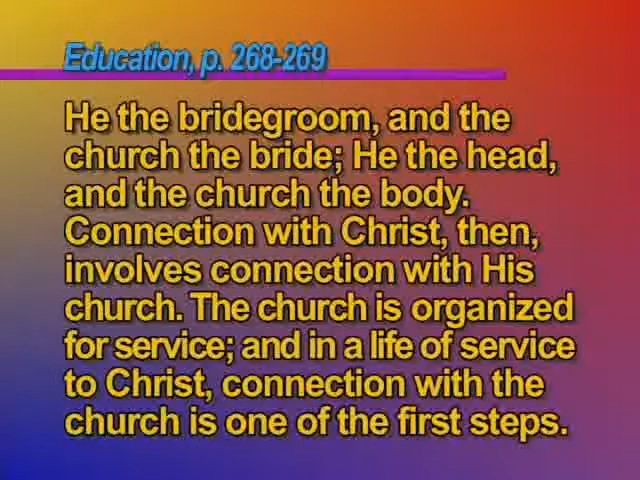 Education, p. 268-269
He the bridegroom, and the
church the bride; He the head,
and the church the body.
Connection with Christ, then,
involves connection with His
church. The church is organized
for service; and in a life of service
to Christ, connection with the
church is one of the first steps.